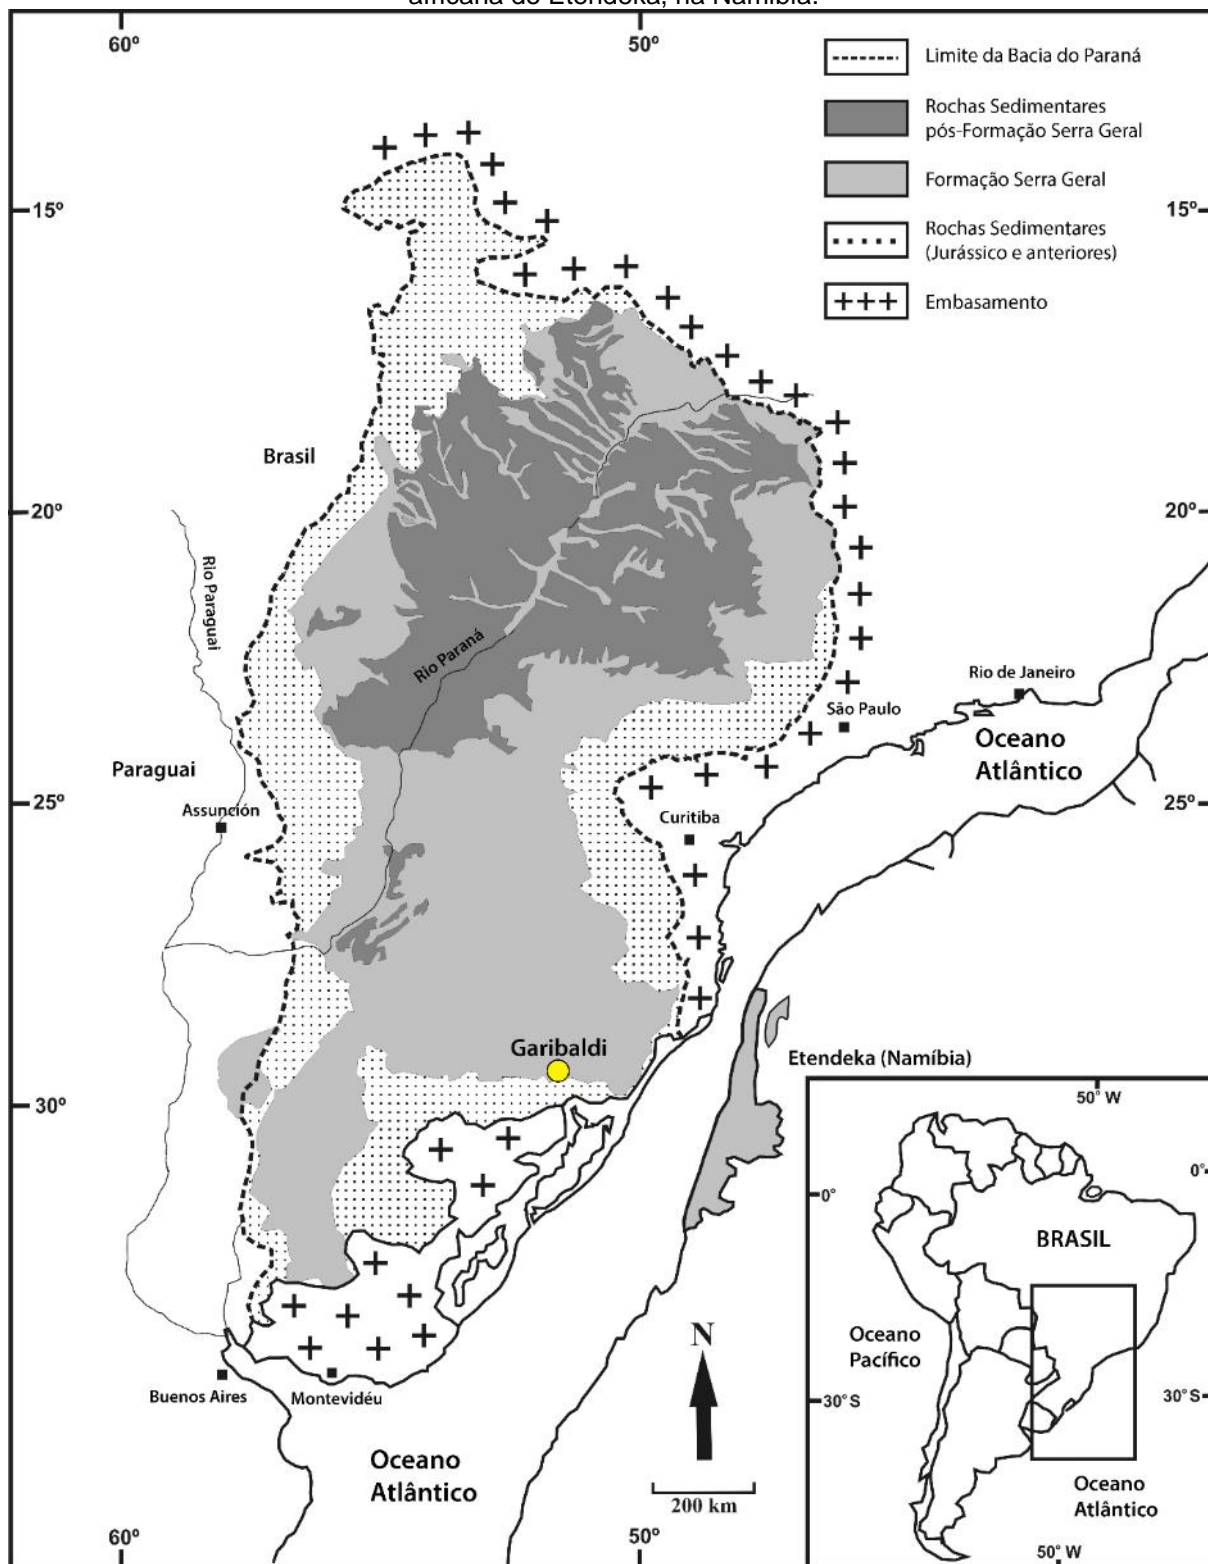 africana de Etendeka, na Namíbia.
60º
50º
Limite da Bacia do Paraná
Rochas Sedimentares
pós-Formação Serra Geral
Formação Serra Geral
15º
15º
Rochas Sedimentares
(Jurássico e anteriores)
Embasamento
Brasil
20º
20º
Rio Paraguai
Rio Paraná
Rio de Janeiro
São Paulo
Oceano
Atlântico
Paraguai
Assunción
25º
25º
Curitiba
Garibaldi
Etendeka (Namíbia)
30º
50° W
0°
0°
BRASIL
Oceano
Pacífico
N
Buenos Aires
Montevidéu
30° S
30° S
Oceano
Atlântico
200 km
Oceano
Atlântico
60º
50º
50° W